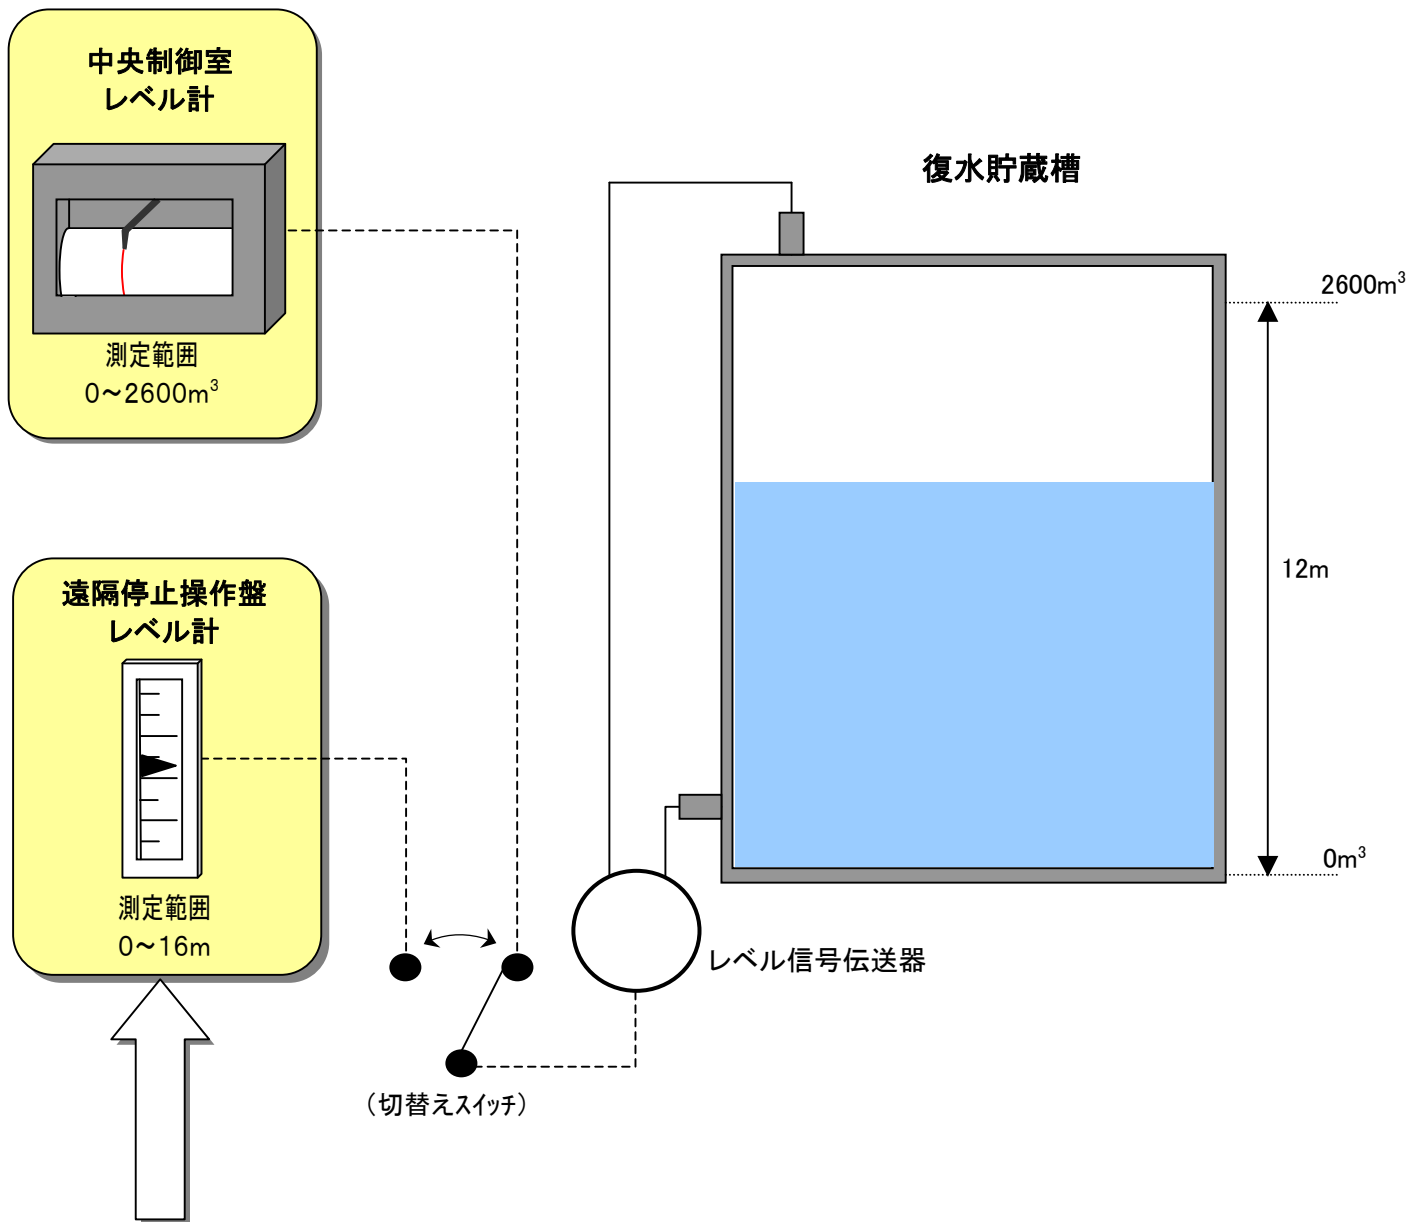 中央制御室
レベル計
測定範囲
0～2600m³
復水貯蔵槽
2600m³
12m
0m³
遠隔停止操作盤
レベル計
測定範囲
0～16m
レベル信号伝送器
（切替えｽｲｯﾁ）